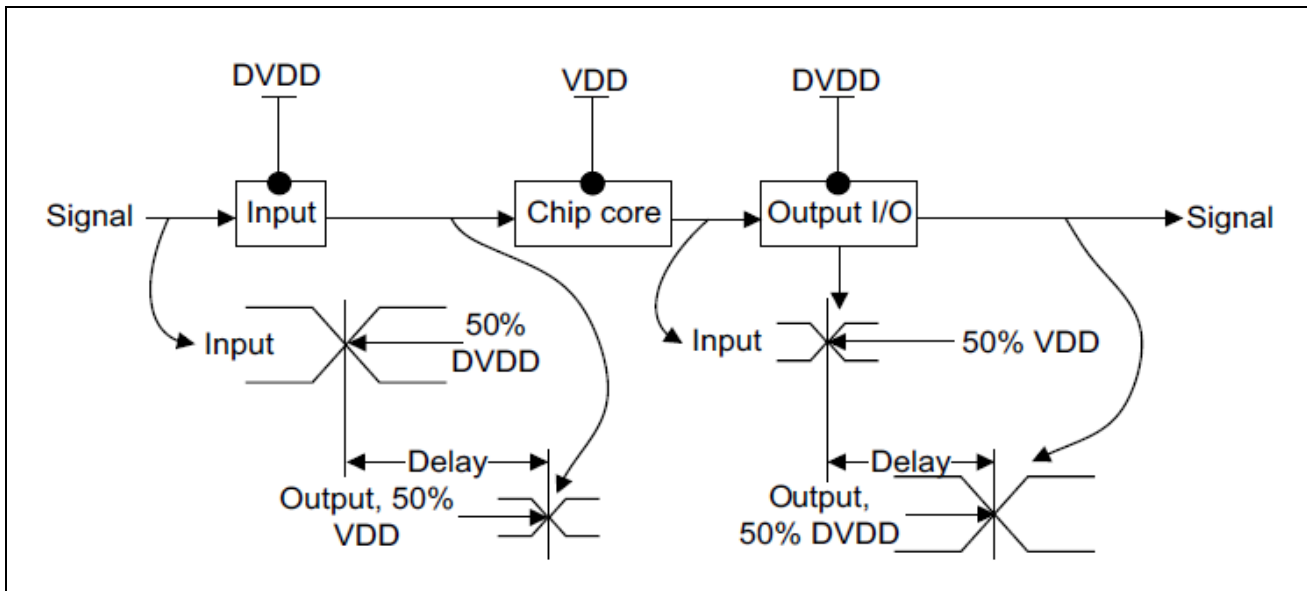 DVDD
VDD
DVDD
Signal
Input
Chip core
Output I/O
Signal
Input
50%
DVDD
Input
50% VDD
Delay
Output, 50%
VDD
Delay
Output,
50% DVDD